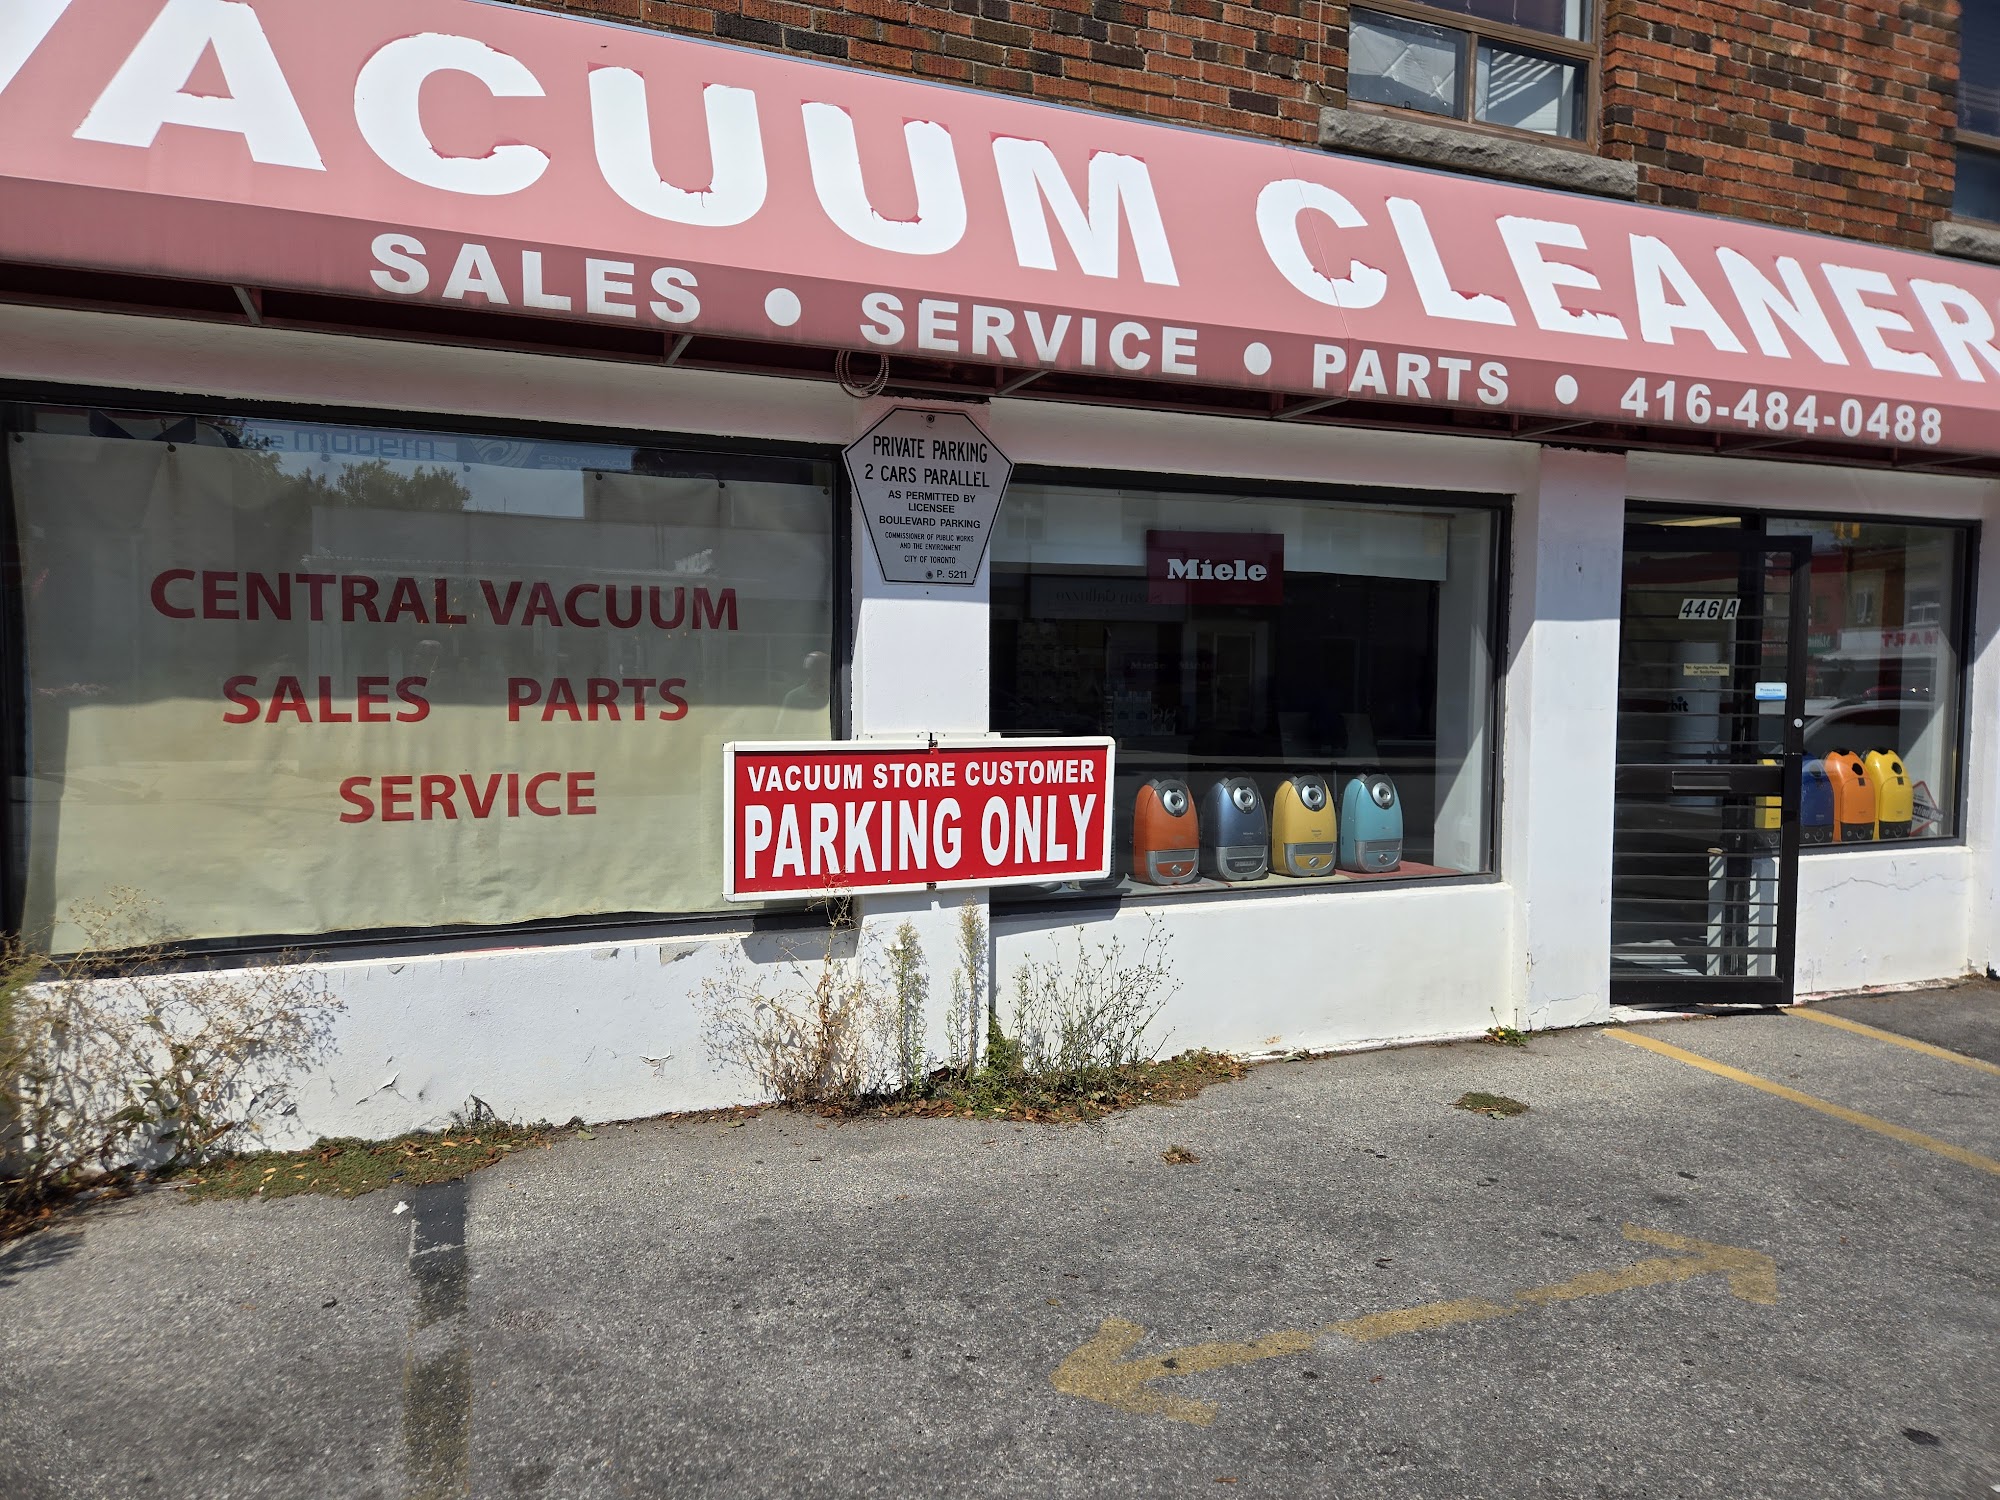 VACUUM CLEANERS
SALES • SERVICE • PARTS • 416-484-0488
PRIVATE PARKING
2 CARS PARALLEL
AS PERMITTED BY
LICENSEE
BOULEVARD PARKING
COMMISSIONER OF PUBLIC WORKS
AND THE ENVIRONMENT
CITY OF TORONTO
P. 5211
CENTRAL VACUUM
SALES PARTS
SERVICE
Miele
Miele
446 A
VACUUM STORE CUSTOMER
PARKING ONLY